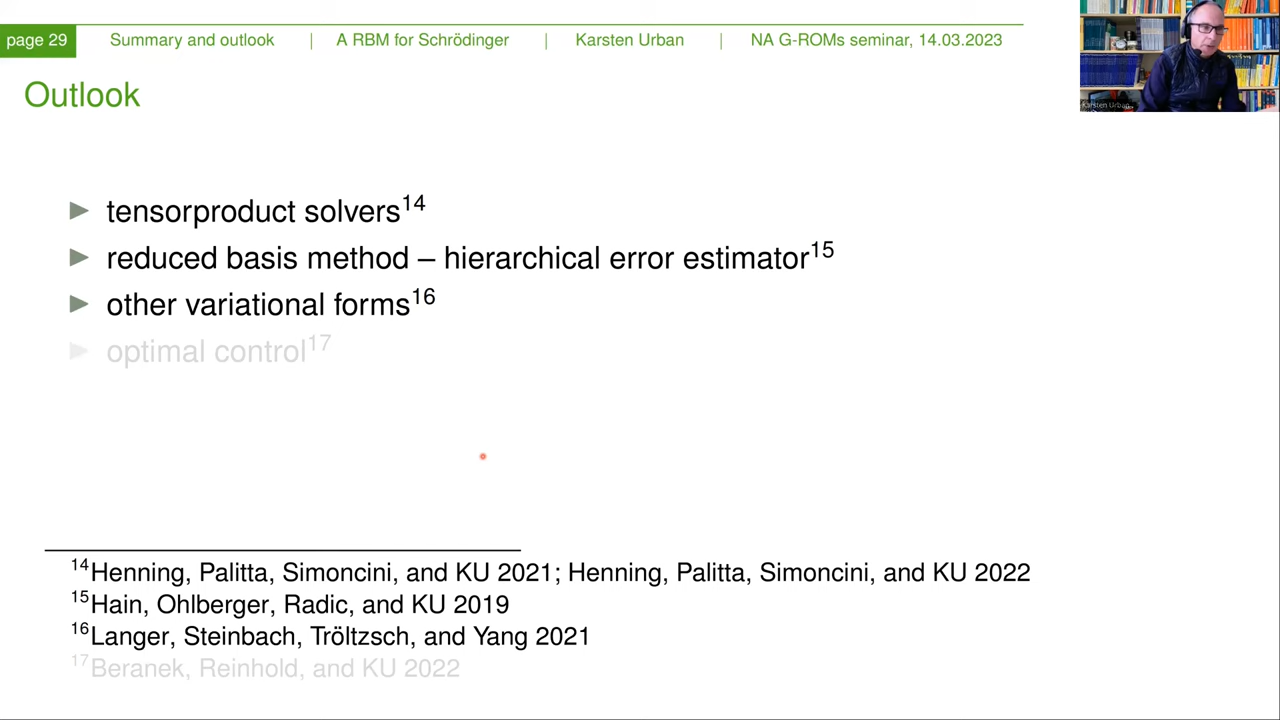 page 29 Summary and outlook | A RBM for Schrödinger | Karsten Urban | NA G-ROMs seminar, 14.03.2023
Karsten Urban
Outlook
tensorproduct solvers14
reduced basis method – hierarchical error estimator15
other variational forms16
optimal control17
14Henning, Palitta, Simoncini, and KU 2021; Henning, Palitta, Simoncini, and KU 2022
15Hain, Ohlberger, Radic, and KU 2019
16Langer, Steinbach, Tröltzsch, and Yang 2021
17Beranek, Reinhold, and KU 2022